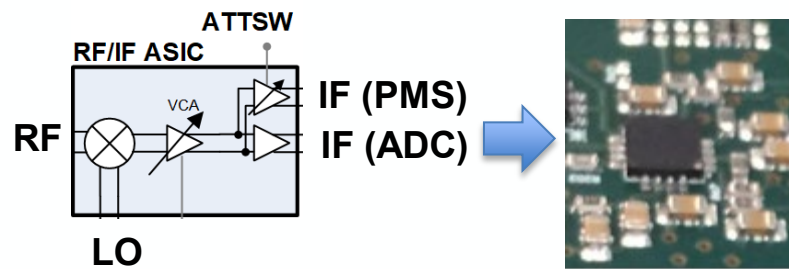 ATTSW
RF/IF ASIC
VCA
IF (PMS)
RF
IF (ADC)
LO